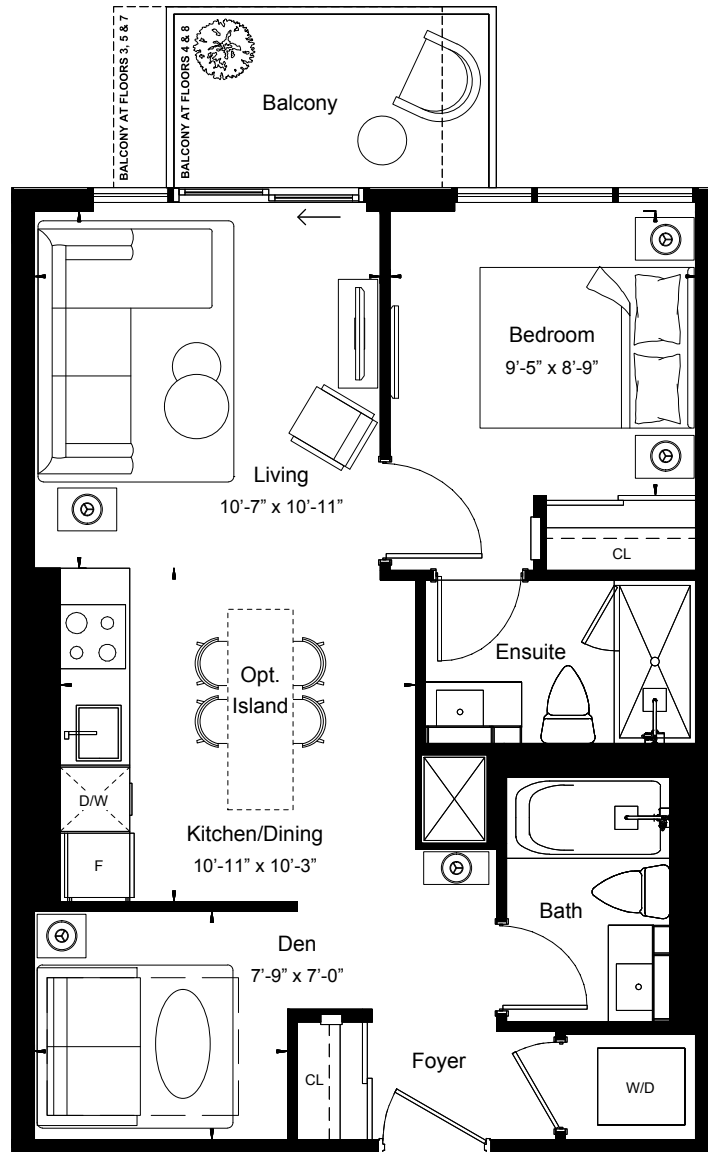 BALCONY AT FLOORS 3, 5 & 7
BALCONY AT FLOORS 4 & 8
Balcony
Bedroom
9’-5” x 8’-9”
Living
10’-7” x 10’-11”
CL
Ensuite
Opt.
Island
D/W
Kitchen/Dining
10’-11” x 10’-3”
F
Bath
Den
7’-9” x 7’-0”
Foyer
CL
W/D